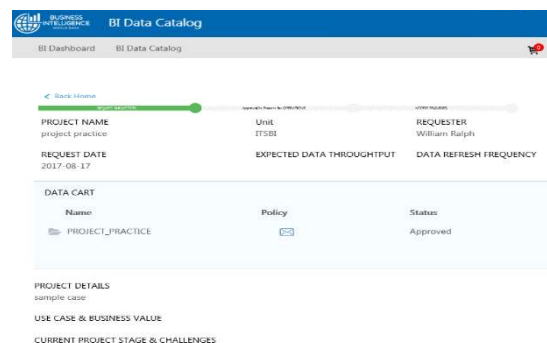 BUSINESS
INTELLIGENCE
BI Data Catalog
BI Dashboard BI Data Catalog
0
< Back Home
PROJECT NAME Unit REQUESTER
project practice ITSBI William Ralph
REQUEST DATE EXPECTED DATA THROUGHTPUT DATA REFRESH FREQUENCY
2017-08-17
DATA CART
Name Policy Status
PROJECT_PRACTICE Approved
PROJECT DETAILS
sample case
USE CASE & BUSINESS VALUE
CURRENT PROJECT STAGE & CHALLENGES